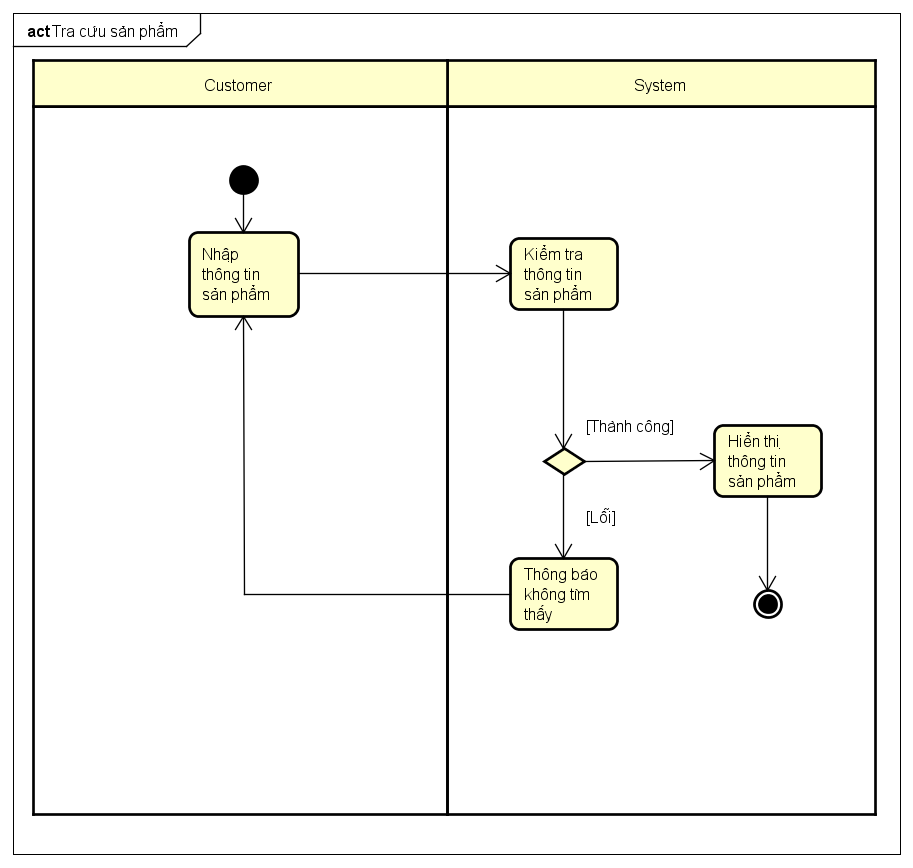 act Tra cứu sản phẩm
Customer
System
Nhập
thông tin
sản phẩm
Kiểm tra
thông tin
sản phẩm
[Thành công]
Hiển thị
thông tin
sản phẩm
[Lỗi]
Thông báo
không tìm
thấy